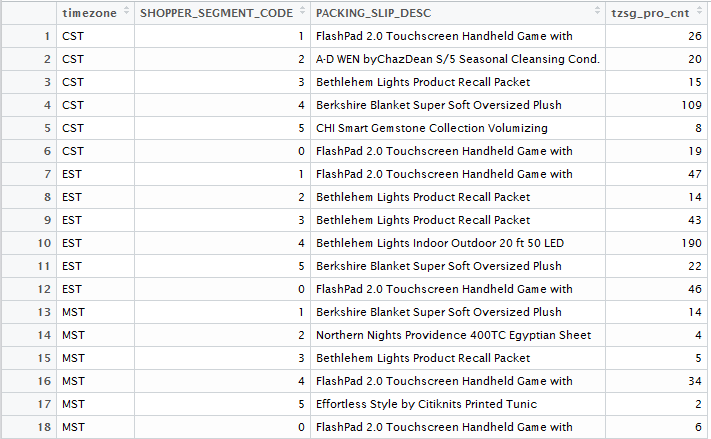 timezone SHOPPER_SEGMENT_CODE PACKING_SLIP_DESC tzsg_pro_cnt
1 CST 1 FlashPad 2.0 Touchscreen Handheld Game with 26
2 CST 2 A-D WEN byChazDean S/5 Seasonal Cleansing Cond. 20
3 CST 3 Bethlehem Lights Product Recall Packet 15
4 CST 4 Berkshire Blanket Super Soft Oversized Plush 109
5 CST 5 CHI Smart Gemstone Collection Volumizing 8
6 CST 0 FlashPad 2.0 Touchscreen Handheld Game with 19
7 EST 1 FlashPad 2.0 Touchscreen Handheld Game with 47
8 EST 2 Bethlehem Lights Product Recall Packet 14
9 EST 3 Bethlehem Lights Product Recall Packet 43
10 EST 4 Bethlehem Lights Indoor Outdoor 20 ft 50 LED 190
11 EST 5 Berkshire Blanket Super Soft Oversized Plush 22
12 EST 0 FlashPad 2.0 Touchscreen Handheld Game with 46
13 MST 1 Berkshire Blanket Super Soft Oversized Plush 14
14 MST 2 Northern Nights Providence 400TC Egyptian Sheet 4
15 MST 3 Bethlehem Lights Product Recall Packet 5
16 MST 4 FlashPad 2.0 Touchscreen Handheld Game with 34
17 MST 5 Effortless Style by Citiknits Printed Tunic 2
18 MST 0 FlashPad 2.0 Touchscreen Handheld Game with 6